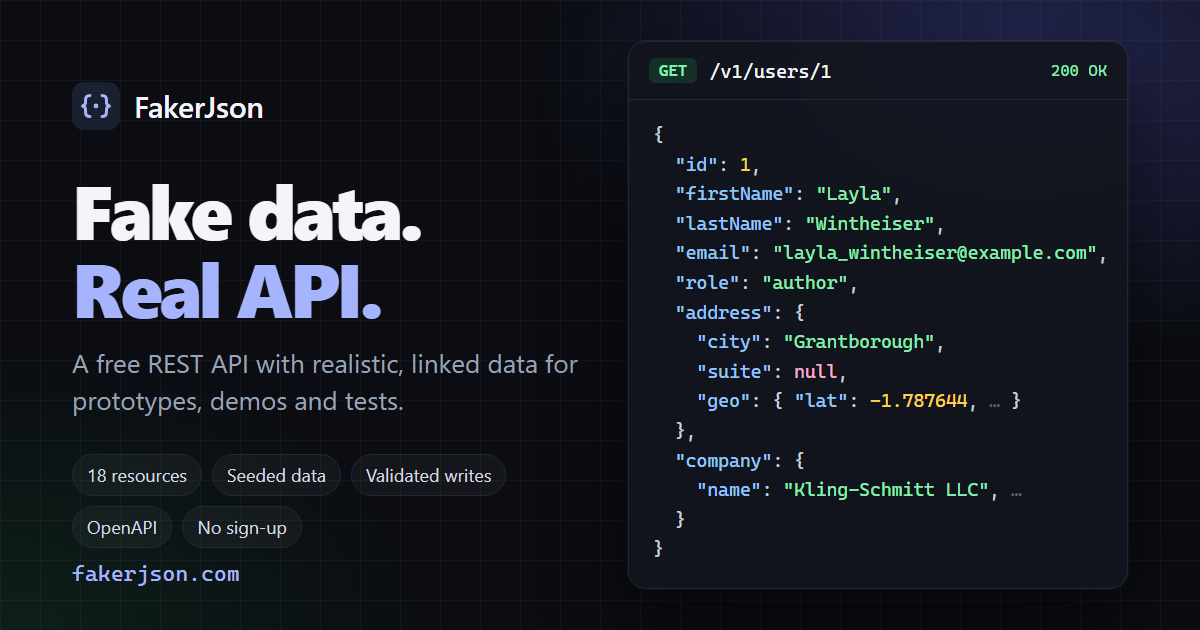 {·} FakerJson
Fake data.
Real API.
A free REST API with realistic, linked data for
prototypes, demos and tests.
18 resources Seeded data Validated writes
OpenAPI No sign-up
fakerjson.com
GET /v1/users/1 200 OK
{
  "id": 1,
  "firstName": "Layla",
  "lastName": "Wintheiser",
  "email": "layla_wintheiser@example.com",
  "role": "author",
  "address": {
    "city": "Grantborough",
    "suite": null,
    "geo": { "lat": −1.787644, … }
  },
  "company": {
    "name": "Kling−Schmitt LLC", …
  }
}